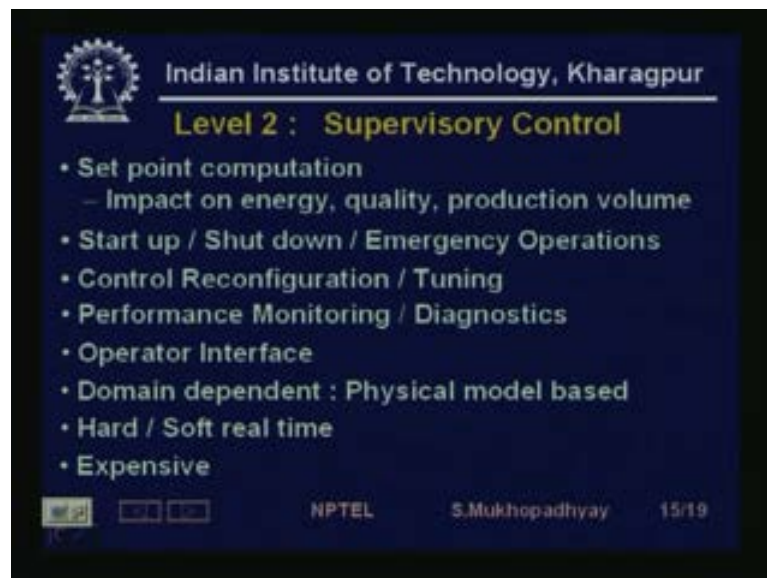 Indian Institute of Technology, Kharagpur
Level 2 : Supervisory Control
• Set point computation
– Impact on energy, quality, production volume
• Start up / Shut down / Emergency Operations
• Control Reconfiguration / Tuning
• Performance Monitoring / Diagnostics
• Operator Interface
• Domain dependent : Physical model based
• Hard / Soft real time
• Expensive
NPTEL S.Mukhopadhyay 15/19